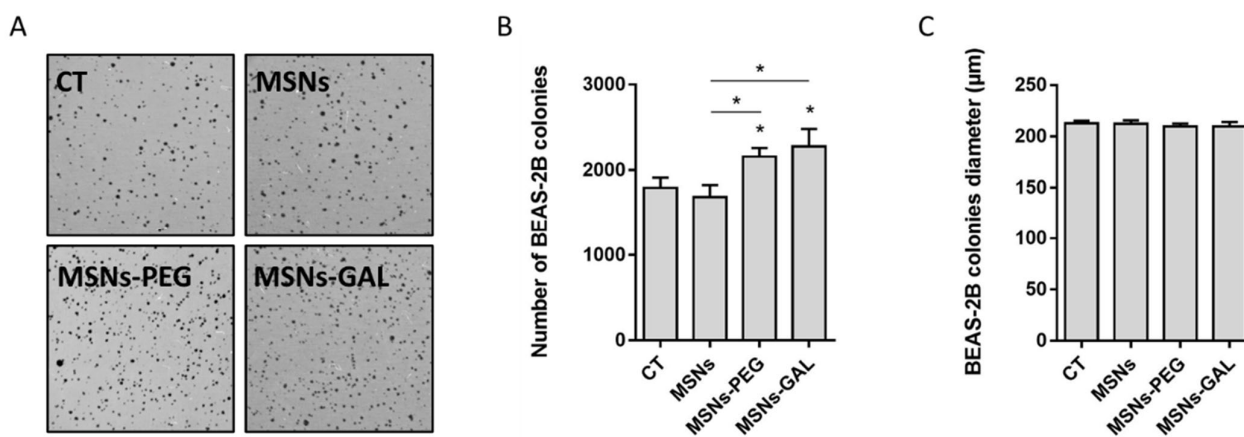 A
CT
MSNs
MSNs-PEG
MSNs-GAL
B
Number of BEAS-2B colonies
3000
2000
1000
0
*
*
*
*
CT
MSNs
MSNs-PEG
MSNs-GAL
C
BEAS-2B colonies diameter (µm)
250
200
150
100
50
0
CT
MSNs
MSNs-PEG
MSNs-GAL